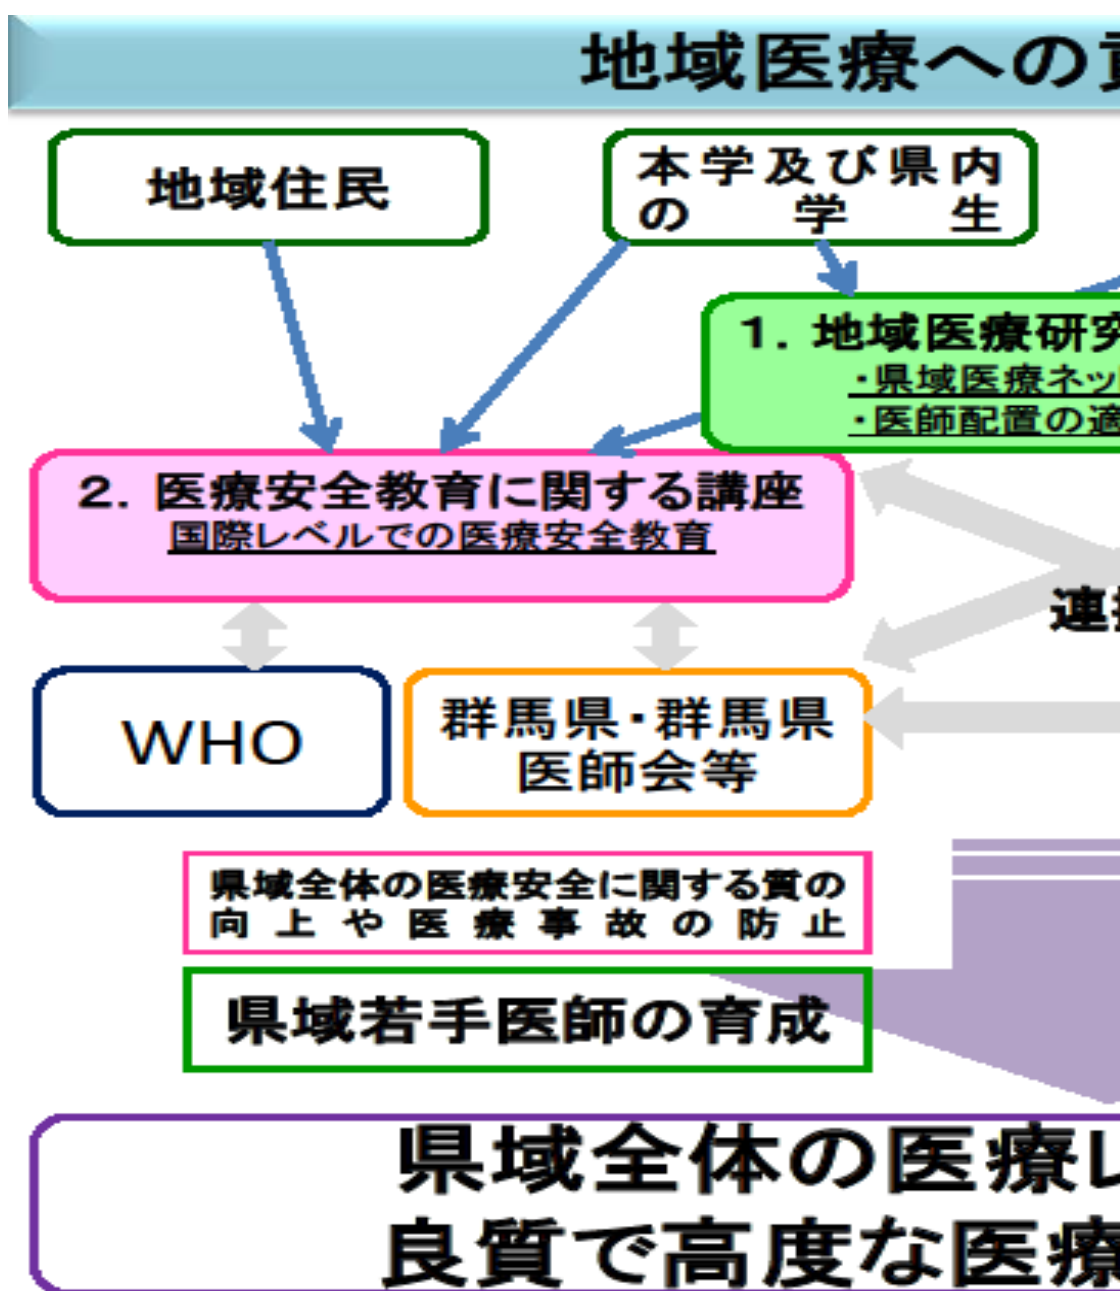 地域医療への
地域住民
本学及び県内
の学生
1. 地域医療研究
・県域医療ネッ
・医師配置の適
2. 医療安全教育に関する講座
国際レベルでの医療安全教育
連携
WHO
群馬県・群馬県
医師会等
県域全体の医療安全に関する質の
向上や医療事故の防止
県域若手医師の育成
県域全体の医療レ
良質で高度な医療